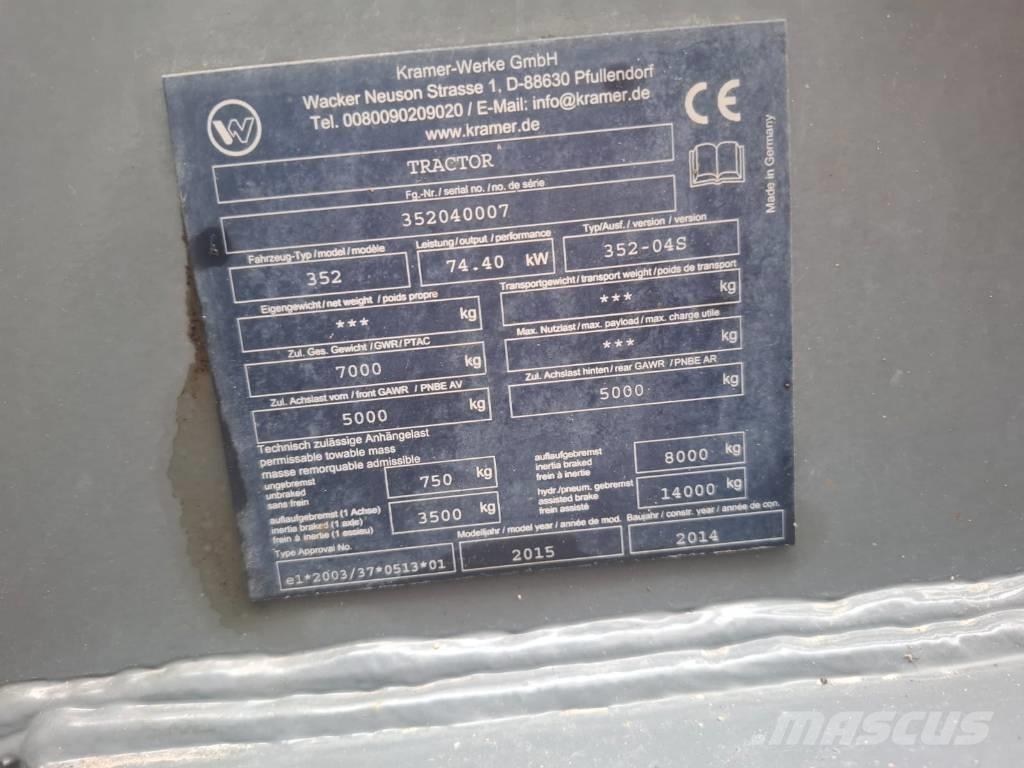 Kramer-Werke GmbH
Wacker Neuson Strasse 1, D-88630 Pfullendorf
Tel. 0080090209020 / E-Mail: info@kramer.de
www.kramer.de
W
CE
Made in Germany
TRACTOR
Fg.-Nr./ serial no./ no. de série
352040007
Fahrzeug-Typ / model / modèle
352
Leistung / output / performance
74.40 kW
Typ/Ausf. / version / version
352-04S
Eigengewicht / net weight / poids propre
*** kg
Transportgewicht / transport weight / poids de transport
*** kg
Zul. Ges. Gewicht / GWR/ PTAC
7000 kg
Max. Nutzlast / max. payload / max. charge utile
*** kg
Zul. Achslast vorn / front GAWR / PNBE AV
5000 kg
Zul. Achslast hinten / rear GAWR / PNBE AR
5000 kg
Technisch zulässige Anhängelast
permissable towable mass
masse remorquable admissible
ungebremst
unbraked
sans frein
750 kg
auflaufgebremst
inertia braked
frein à inertie
8000 kg
auflaufgebremst (1 Achse)
inertia braked (1 axle)
frein à inertie (1 essieu)
3500 kg
hydr./pneum. gebremst
assisted brake
frein assisté
14000 kg
Type Approval No.
e1*2003/37*0513*01
Modelljahr / model year / année de mod.
2015
Baujahr / constr. year / année de con.
2014
MASCUS